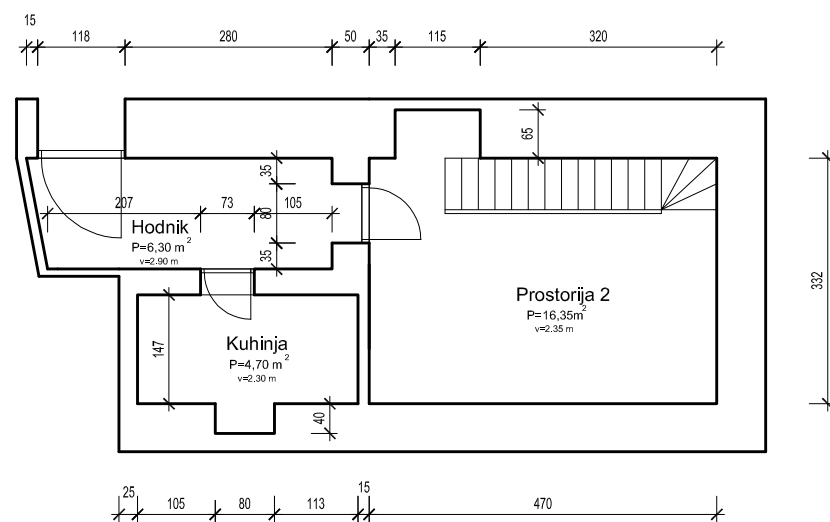 15
118 280 50 35 115 320
65
35
207 73 80 105
Hodnik
P=6,30 m²
v=2.90 m
35
332
Prostorija 2
P=16,35m²
v=2.35 m
147
Kuhinja
P=4,70 m²
v=2.30 m
40
25 105 80 113 15 470